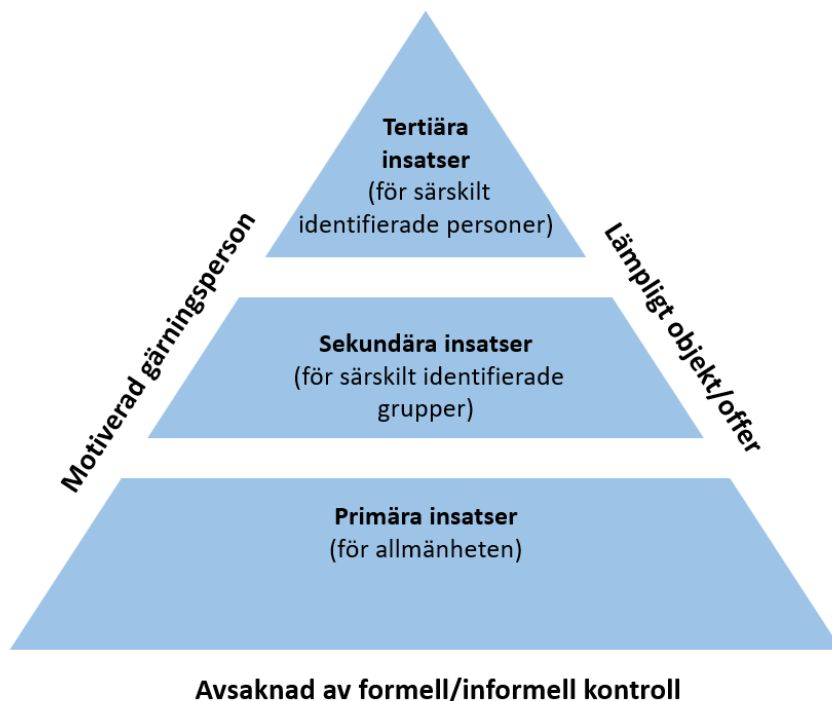 Tertiära
insatser
(för särskilt
identifierade personer)
Motiverad gärningsperson
Lämpligt objekt/offer
Sekundära insatser
(för särskilt identifierade
grupper)
Primära insatser
(för allmänheten)
Avsaknad av formell/informell kontroll